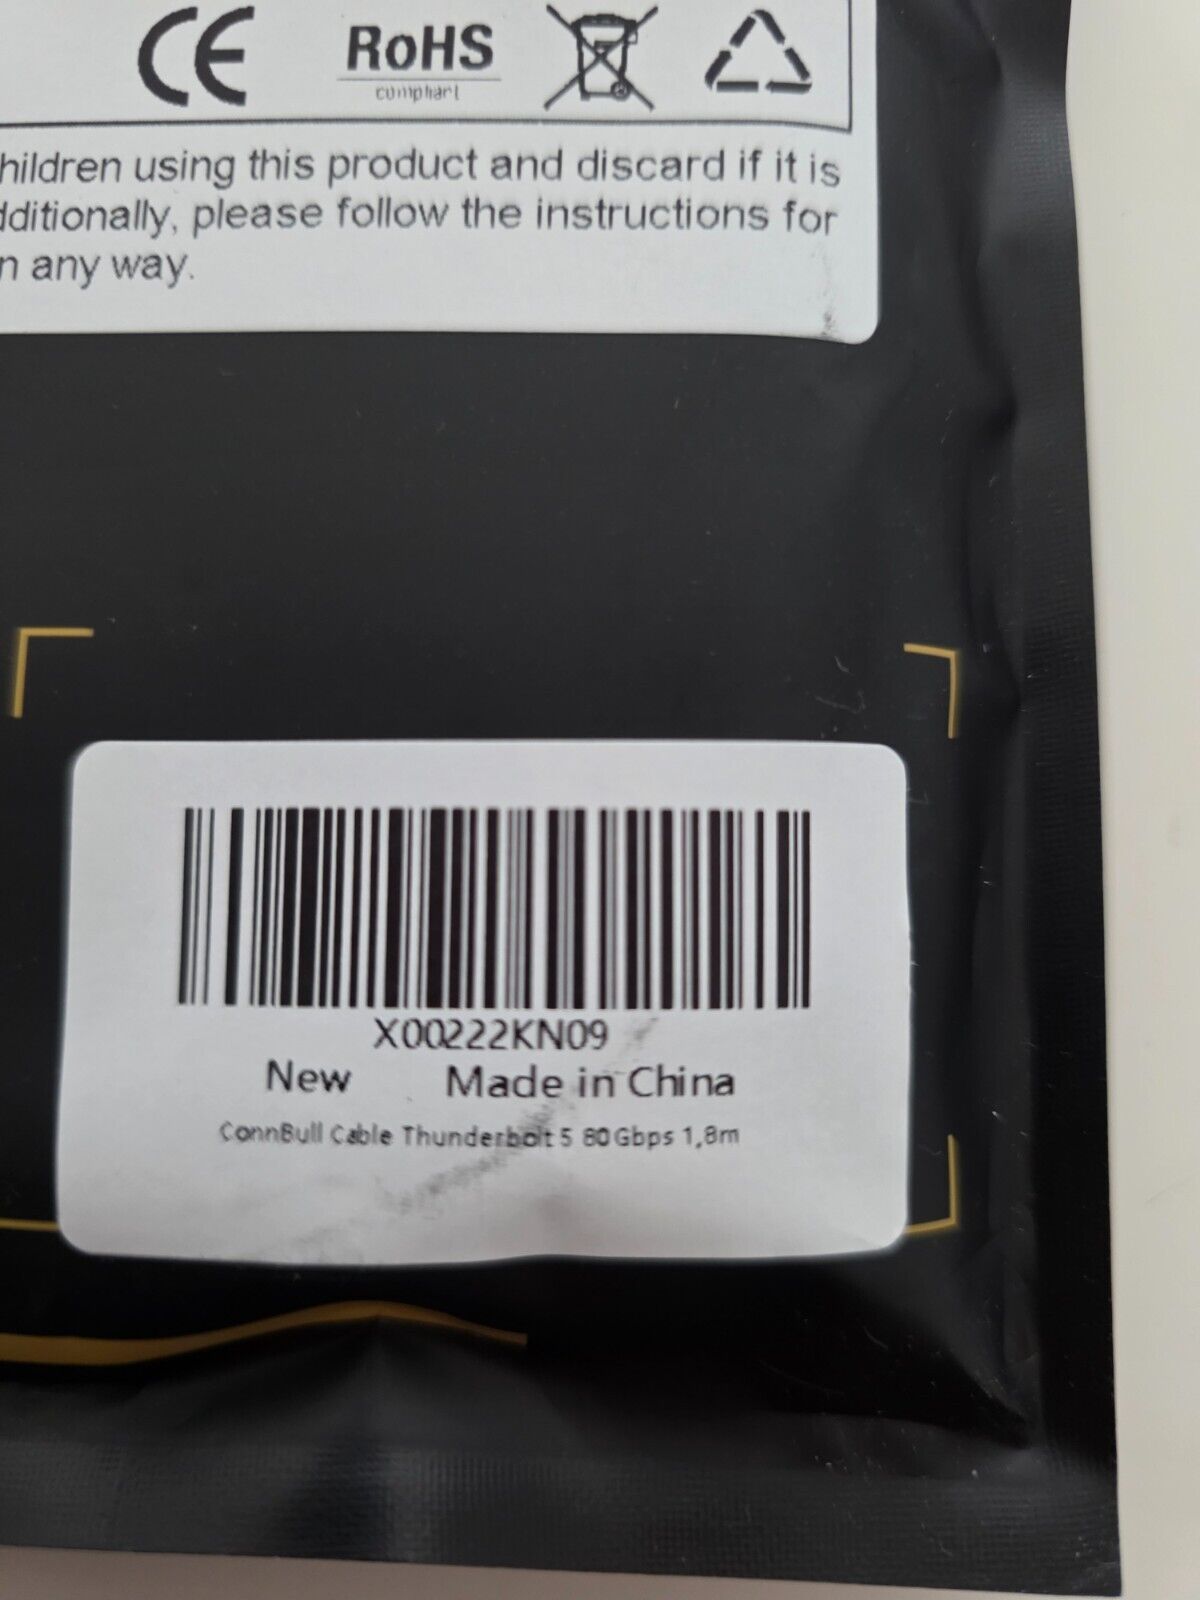 CE RoHS
compliant
hildren using this product and discard if it is
dditionally, please follow the instructions for
n any way.
X00222KN09
New Made in China
ConnBull Cable Thunderbolt 5 80Gbps 1,8m